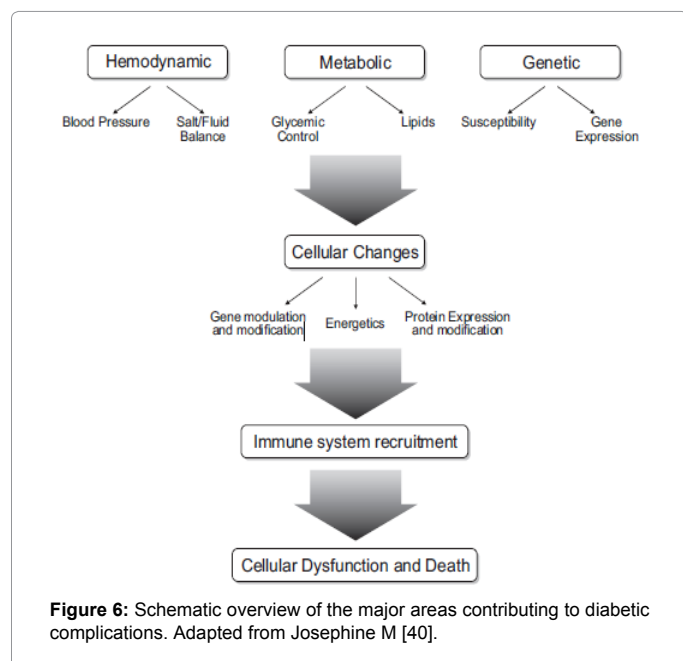 Hemodynamic Metabolic Genetic
Blood Pressure Salt/Fluid Glycemic Lipids Susceptibility Gene
Balance Control Expression
Cellular Changes
Gene modulation Energetics Protein Expression
and modification and modification
Immune system recruitment
Cellular Dysfunction and Death
Figure 6: Schematic overview of the major areas contributing to diabetic
complications. Adapted from Josephine M [40].